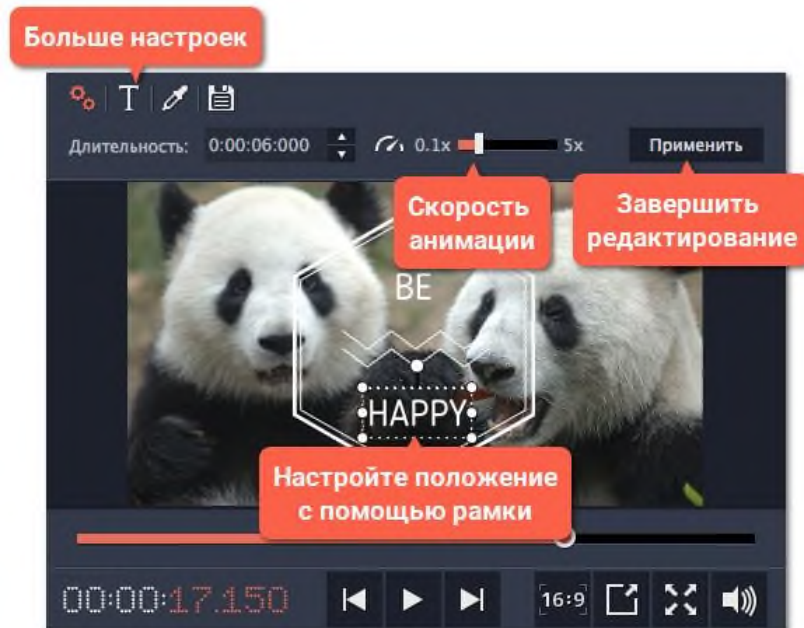 Больше настроек
T
Длительность: 0:00:06:000 0.1x 5x Применить
Скорость
анимации
Завершить
редактирование
BE
HAPPY
Настройте положение
с помощью рамки
00:00:17.150 16:9